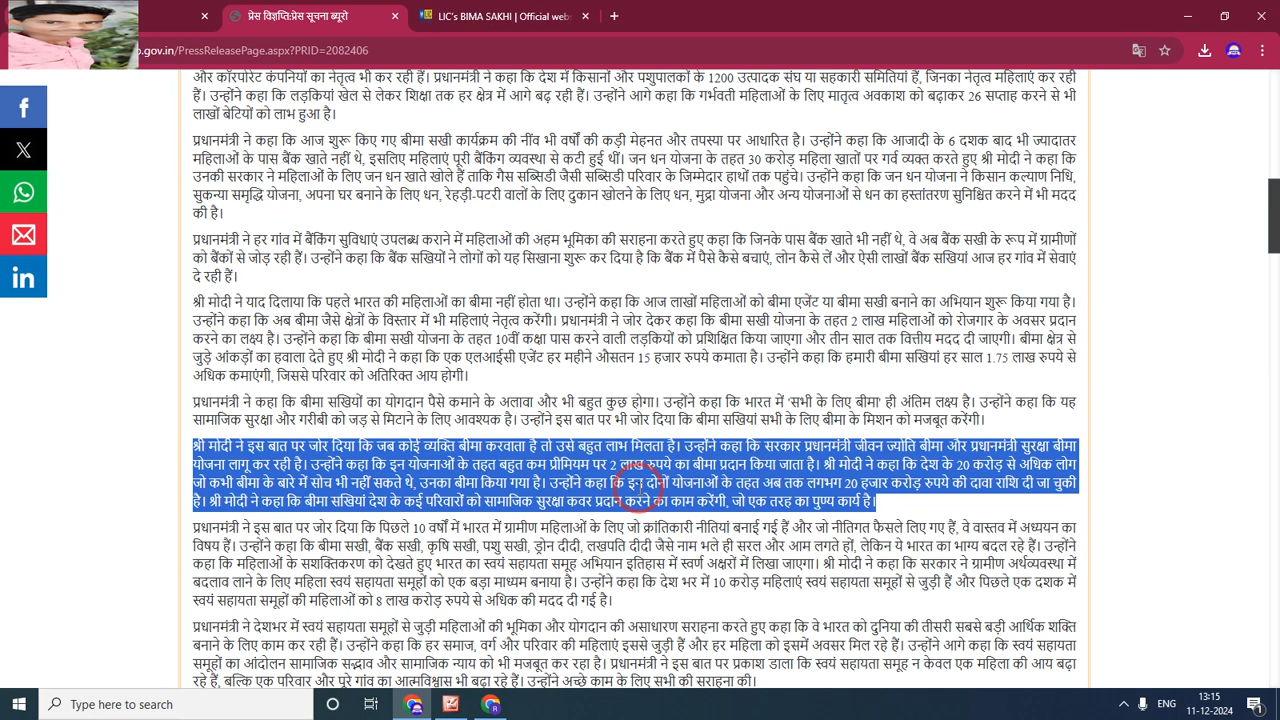 प्रेस विज्ञप्ति:प्रेस सूचना ब्यूरो
LIC's BIMA SAKHI | Official webs
o.gov.in/PressReleasePage.aspx?PRID=2082406
और कॉरपोरेट कंपनियों का नेतृत्व भी कर रही हैं। प्रधानमंत्री ने कहा कि देश में किसानों और पशुपालकों के 1200 उत्पादक संघ या सहकारी समितियां हैं, जिनका नेतृत्व महिलाएं कर रही
हैं। उन्होंने कहा कि लड़कियां खेल से लेकर शिक्षा तक हर क्षेत्र में आगे बढ़ रही हैं। उन्होंने आगे कहा कि गर्भवती महिलाओं के लिए मातृत्व अवकाश को बढ़ाकर 26 सप्ताह करने से भी
लाखों बेटियों को लाभ हुआ है।
प्रधानमंत्री ने कहा कि आज शुरू किए गए बीमा सखी कार्यक्रम की नींव भी वर्षों की कड़ी मेहनत और तपस्या पर आधारित है। उन्होंने कहा कि आजादी के 6 दशक बाद भी ज्यादातर
महिलाओं के पास बैंक खाते नहीं थे, इसलिए महिलाएं पूरी बैंकिंग व्यवस्था से कटी हुई थीं। जन धन योजना के तहत 30 करोड़ महिला खातों पर गर्व व्यक्त करते हुए श्री मोदी ने कहा कि
उनकी सरकार ने महिलाओं के लिए जन धन खाते खोले हैं ताकि गैस सब्सिडी जैसी सब्सिडी परिवार के जिम्मेदार हाथों तक पहुंचे। उन्होंने कहा कि जन धन योजना ने किसान कल्याण निधि,
सुकन्या समृद्धि योजना, अपना घर बनाने के लिए धन, रेहड़ी-पटरी वालों के लिए दुकान खोलने के लिए धन, मुद्रा योजना और अन्य योजनाओं से धन का हस्तांतरण सुनिश्चित करने में भी मदद
की है।
प्रधानमंत्री ने हर गांव में बैंकिंग सुविधाएं उपलब्ध कराने में महिलाओं की अहम भूमिका की सराहना करते हुए कहा कि जिनके पास बैंक खाते भी नहीं थे, वे अब बैंक सखी के रूप में ग्रामीणों
को बैंकों से जोड़ रही हैं। उन्होंने कहा कि बैंक सखियों ने लोगों को यह सिखाना शुरू कर दिया है कि बैंक में पैसे कैसे बचाएं, लोन कैसे लें और ऐसी लाखों बैंक सखियां आज हर गांव में सेवाएं
दे रही हैं।
श्री मोदी ने याद दिलाया कि पहले भारत की महिलाओं का बीमा नहीं होता था। उन्होंने कहा कि आज लाखों महिलाओं को बीमा एजेंट या बीमा सखी बनाने का अभियान शुरू किया गया है।
उन्होंने कहा कि अब बीमा जैसे क्षेत्रों के विस्तार में भी महिलाएं नेतृत्व करेंगी। प्रधानमंत्री ने जोर देकर कहा कि बीमा सखी योजना के तहत 2 लाख महिलाओं को रोजगार के अवसर प्रदान
करने का लक्ष्य है। उन्होंने कहा कि बीमा सखी योजना के तहत 10वीं कक्षा पास करने वाली लड़कियों को प्रशिक्षित किया जाएगा और तीन साल तक वित्तीय मदद दी जाएगी। बीमा क्षेत्र से
जुड़े आंकड़ों का हवाला देते हुए श्री मोदी ने कहा कि एक एलआईसी एजेंट हर महीने औसतन 15 हजार रुपये कमाता है। उन्होंने कहा कि हमारी बीमा सखियां हर साल 1.75 लाख रुपये से
अधिक कमाएंगी, जिससे परिवार को अतिरिक्त आय होगी।
प्रधानमंत्री ने कहा कि बीमा सखियों का योगदान पैसे कमाने के अलावा और भी बहुत कुछ होगा। उन्होंने कहा कि भारत में 'सभी के लिए बीमा' ही अंतिम लक्ष्य है। उन्होंने कहा कि यह
सामाजिक सुरक्षा और गरीबी को जड़ से मिटाने के लिए आवश्यक है। उन्होंने इस बात पर भी जोर दिया कि बीमा सखियां सभी के लिए बीमा के मिशन को मजबूत करेंगी।
श्री मोदी ने इस बात पर जोर दिया कि जब कोई व्यक्ति बीमा करवाता है तो उसे बहुत लाभ मिलता है। उन्होंने कहा कि सरकार प्रधानमंत्री जीवन ज्योति बीमा और प्रधानमंत्री सुरक्षा बीमा
योजना लागू कर रही है। उन्होंने कहा कि इन योजनाओं के तहत बहुत कम प्रीमियम पर 2 लाख रुपये का बीमा प्रदान किया जाता है। श्री मोदी ने कहा कि देश के 20 करोड़ से अधिक लोग
जो कभी बीमा के बारे में सोच भी नहीं सकते थे, उनका बीमा किया गया है। उन्होंने कहा कि इन दोनों योजनाओं के तहत अब तक लगभग 20 हजार करोड़ रुपये की दावा राशि दी जा चुकी
है। श्री मोदी ने कहा कि बीमा सखियां देश के कई परिवारों को सामाजिक सुरक्षा कवर प्रदान करने का काम करेंगी, जो एक तरह का पुण्य कार्य है।
प्रधानमंत्री ने इस बात पर जोर दिया कि पिछले 10 वर्षों में भारत में ग्रामीण महिलाओं के लिए जो क्रांतिकारी नीतियां बनाई गई हैं और जो नीतिगत फैसले लिए गए हैं, वे वास्तव में अध्ययन का
विषय हैं। उन्होंने कहा कि बीमा सखी, बैंक सखी, कृषि सखी, पशु सखी, ड्रोन दीदी, लखपति दीदी जैसे नाम भले ही सरल और आम लगते हों, लेकिन ये भारत का भाग्य बदल रहे हैं। उन्होंने
कहा कि महिलाओं के सशक्तिकरण को देखते हुए भारत का स्वयं सहायता समूह अभियान इतिहास में स्वर्ण अक्षरों में लिखा जाएगा। श्री मोदी ने कहा कि सरकार ने ग्रामीण अर्थव्यवस्था में
बदलाव लाने के लिए महिला स्वयं सहायता समूहों को एक बड़ा माध्यम बनाया है। उन्होंने कहा कि देश भर में 10 करोड़ महिलाएं स्वयं सहायता समूहों से जुड़ी हैं और पिछले एक दशक में
स्वयं सहायता समूहों की महिलाओं को 8 लाख करोड़ रुपये से अधिक की मदद दी गई है।
प्रधानमंत्री ने देशभर में स्वयं सहायता समूहों से जुड़ी महिलाओं की भूमिका और योगदान की असाधारण सराहना करते हुए कहा कि वे भारत को दुनिया की तीसरी सबसे बड़ी आर्थिक शक्ति
बनाने के लिए काम कर रही हैं। उन्होंने कहा कि हर समाज, वर्ग और परिवार की महिलाएं इससे जुड़ी हैं और हर महिला को इसमें अवसर मिल रहे हैं। उन्होंने आगे कहा कि स्वयं सहायता
समूहों का आंदोलन सामाजिक सद्भाव और सामाजिक न्याय को भी मजबूत कर रहा है। प्रधानमंत्री ने इस बात पर प्रकाश डाला कि स्वयं सहायता समूह न केवल एक महिला की आय बढ़ा
रहे हैं, बल्कि एक परिवार और पूरे गांव का आत्मविश्वास भी बढ़ा रहे हैं। उन्होंने अच्छे काम के लिए सभी की सराहना की।
Type here to search
ENG
13:15
11-12-2024